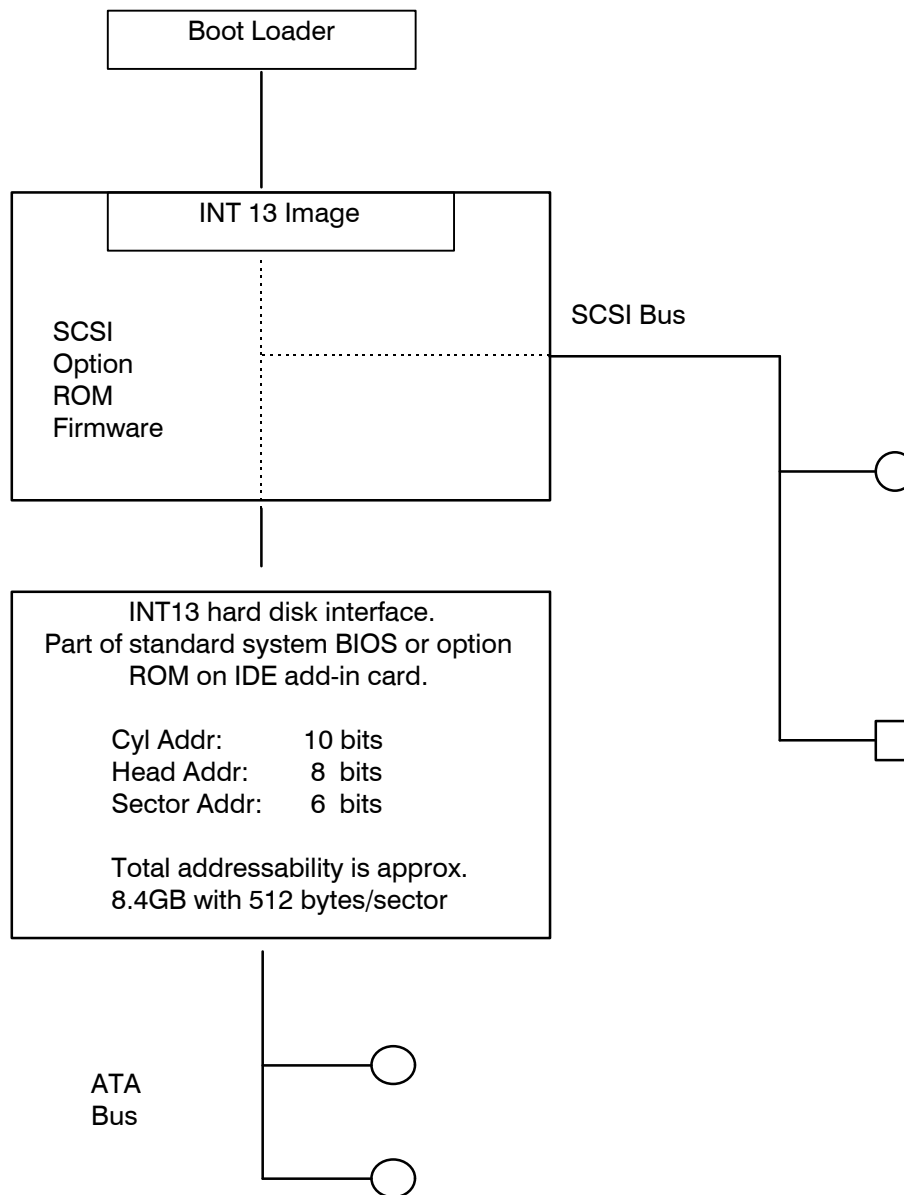 Boot Loader
INT 13 Image
SCSI Bus
SCSI
Option
ROM
Firmware
INT13 hard disk interface.
Part of standard system BIOS or option
ROM on IDE add-in card.
Cyl Addr: 10 bits
Head Addr: 8 bits
Sector Addr: 6 bits
Total addressability is approx.
8.4GB with 512 bytes/sector
ATA
Bus